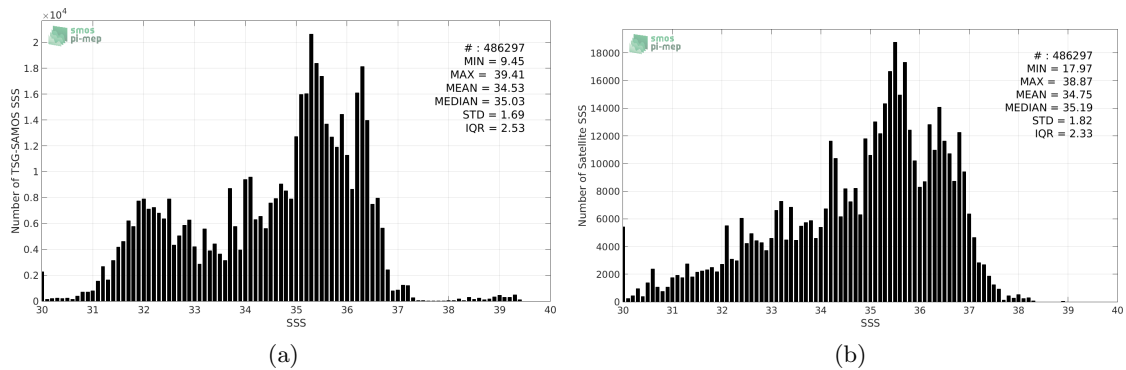 ×10⁴
smos
pi-mep
# : 486297
MIN = 9.45
MAX = 39.41
MEAN = 34.53
MEDIAN = 35.03
STD = 1.69
IQR = 2.53
Number of TSG-SAMOS SSS
2
1.8
1.6
1.4
1.2
1
0.8
0.6
0.4
0.2
0
30 31 32 33 34 35 36 37 38 39 40
SSS
(a)
smos
pi-mep
# : 486297
MIN = 17.97
MAX = 38.87
MEAN = 34.75
MEDIAN = 35.19
STD = 1.82
IQR = 2.33
Number of Satellite SSS
18000
16000
14000
12000
10000
8000
6000
4000
2000
0
30 31 32 33 34 35 36 37 38 39 40
SSS
(b)